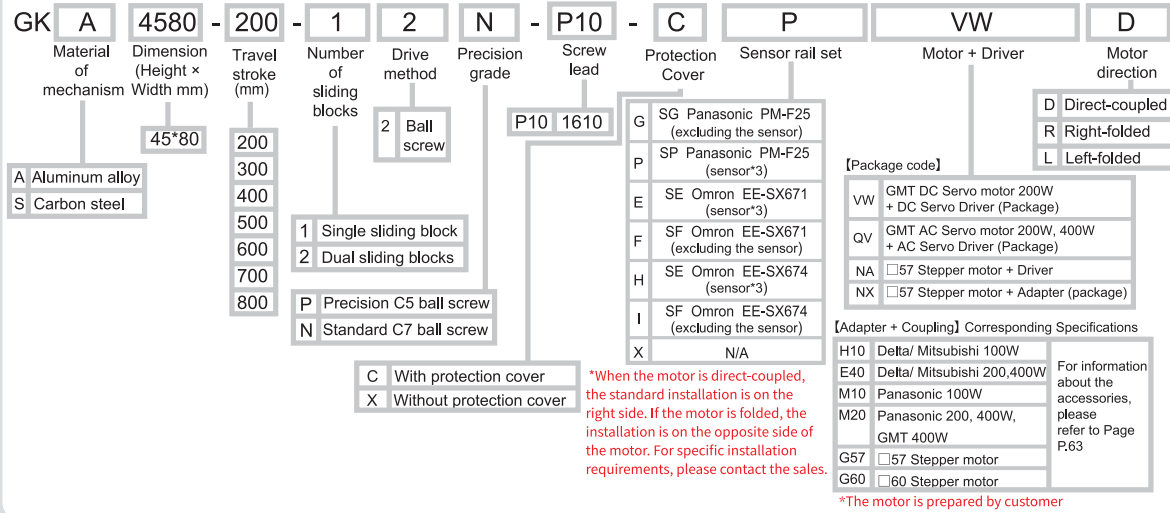 GK A 4580 - 200 - 1 2 N - P10 - C P VW D
Material
of
mechanism
Dimension
(Height ×
Width mm)
Travel
stroke
(mm)
Number
of
sliding
blocks
Drive
method
Precision
grade
Screw
lead
Protection
Cover
Sensor rail set
Motor + Driver
Motor
direction
A Aluminum alloy
S Carbon steel
45*80
200
300
400
500
600
700
800
1 Single sliding block
2 Dual sliding blocks
2 Ball
screw
P Precision C5 ball screw
N Standard C7 ball screw
P10 1610
C With protection cover
X Without protection cover
G SG Panasonic PM-F25
(excluding the sensor)
P SP Panasonic PM-F25
(sensor*3)
E SE Omron EE-SX671
(sensor*3)
F SF Omron EE-SX671
(excluding the sensor)
H SE Omron EE-SX674
(sensor*3)
I SF Omron EE-SX674
(excluding the sensor)
X N/A
*When the motor is direct-coupled,
the standard installation is on the
right side. If the motor is folded, the
installation is on the opposite side of
the motor. For specific installation
requirements, please contact the sales.
D Direct-coupled
R Right-folded
L Left-folded
【Package code】
VW GMT DC Servo motor 200W
+ DC Servo Driver (Package)
QV GMT AC Servo motor 200W, 400W
+ AC Servo Driver (Package)
NA □57 Stepper motor + Driver
NX □57 Stepper motor + Adapter (package)
【Adapter + Coupling】 Corresponding Specifications
H10 Delta/ Mitsubishi 100W
E40 Delta/ Mitsubishi 200,400W
M10 Panasonic 100W
M20 Panasonic 200, 400W,
GMT 400W
G57 □57 Stepper motor
G60 □60 Stepper motor
For information
about the
accessories,
please
refer to Page
P.63
*The motor is prepared by customer